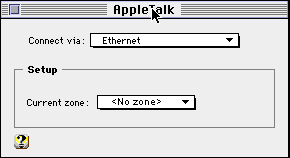 AppleTalk
Connect via: Ethernet
Setup
Current zone: <No zone>
?